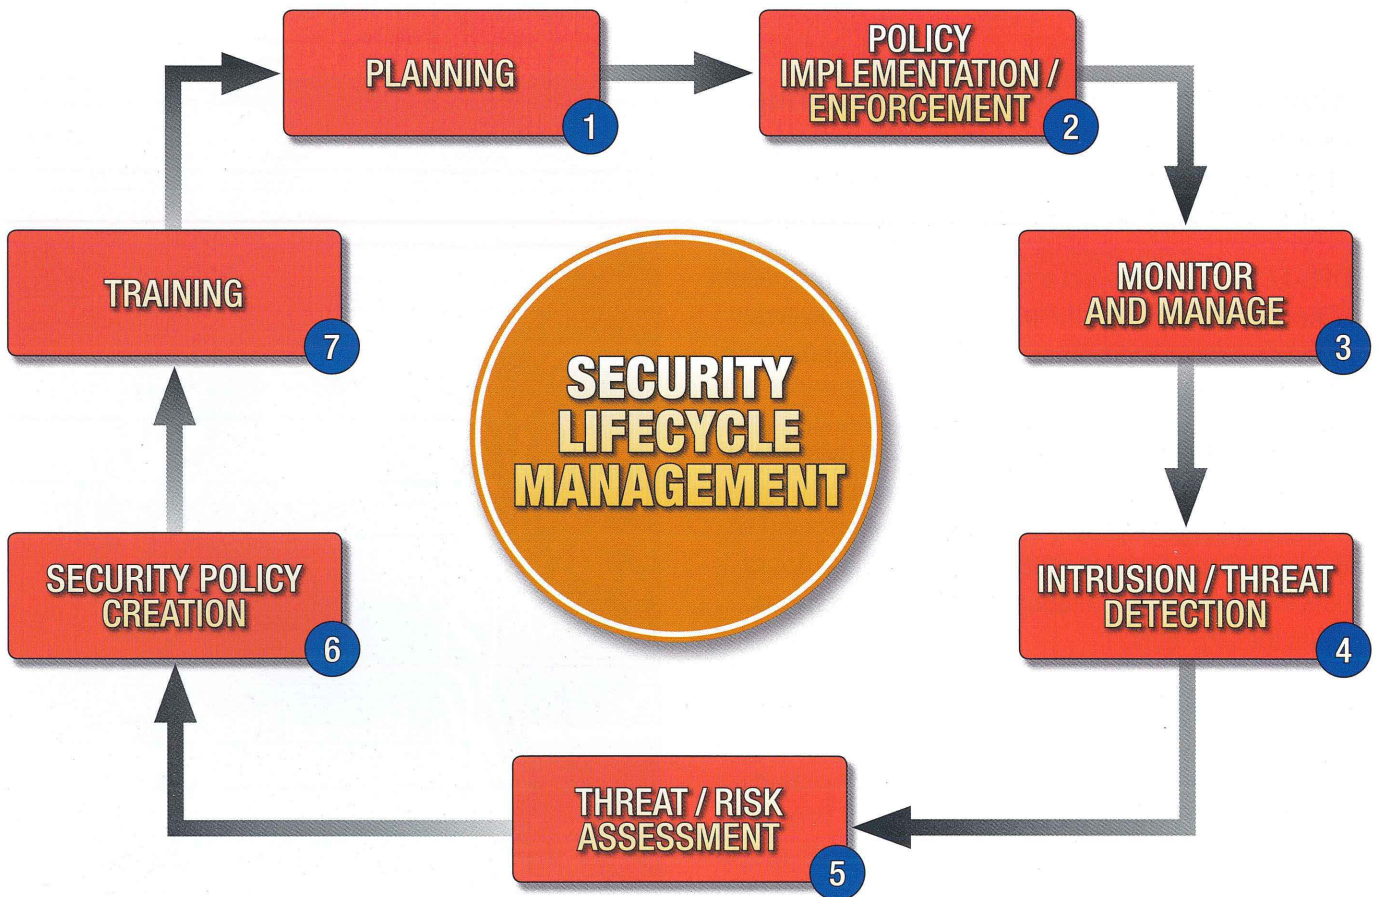 PLANNING
1
POLICY
IMPLEMENTATION /
ENFORCEMENT
2
MONITOR
AND MANAGE
3
INTRUSION / THREAT
DETECTION
4
THREAT / RISK
ASSESSMENT
5
SECURITY POLICY
CREATION
6
TRAINING
7
SECURITY
LIFECYCLE
MANAGEMENT